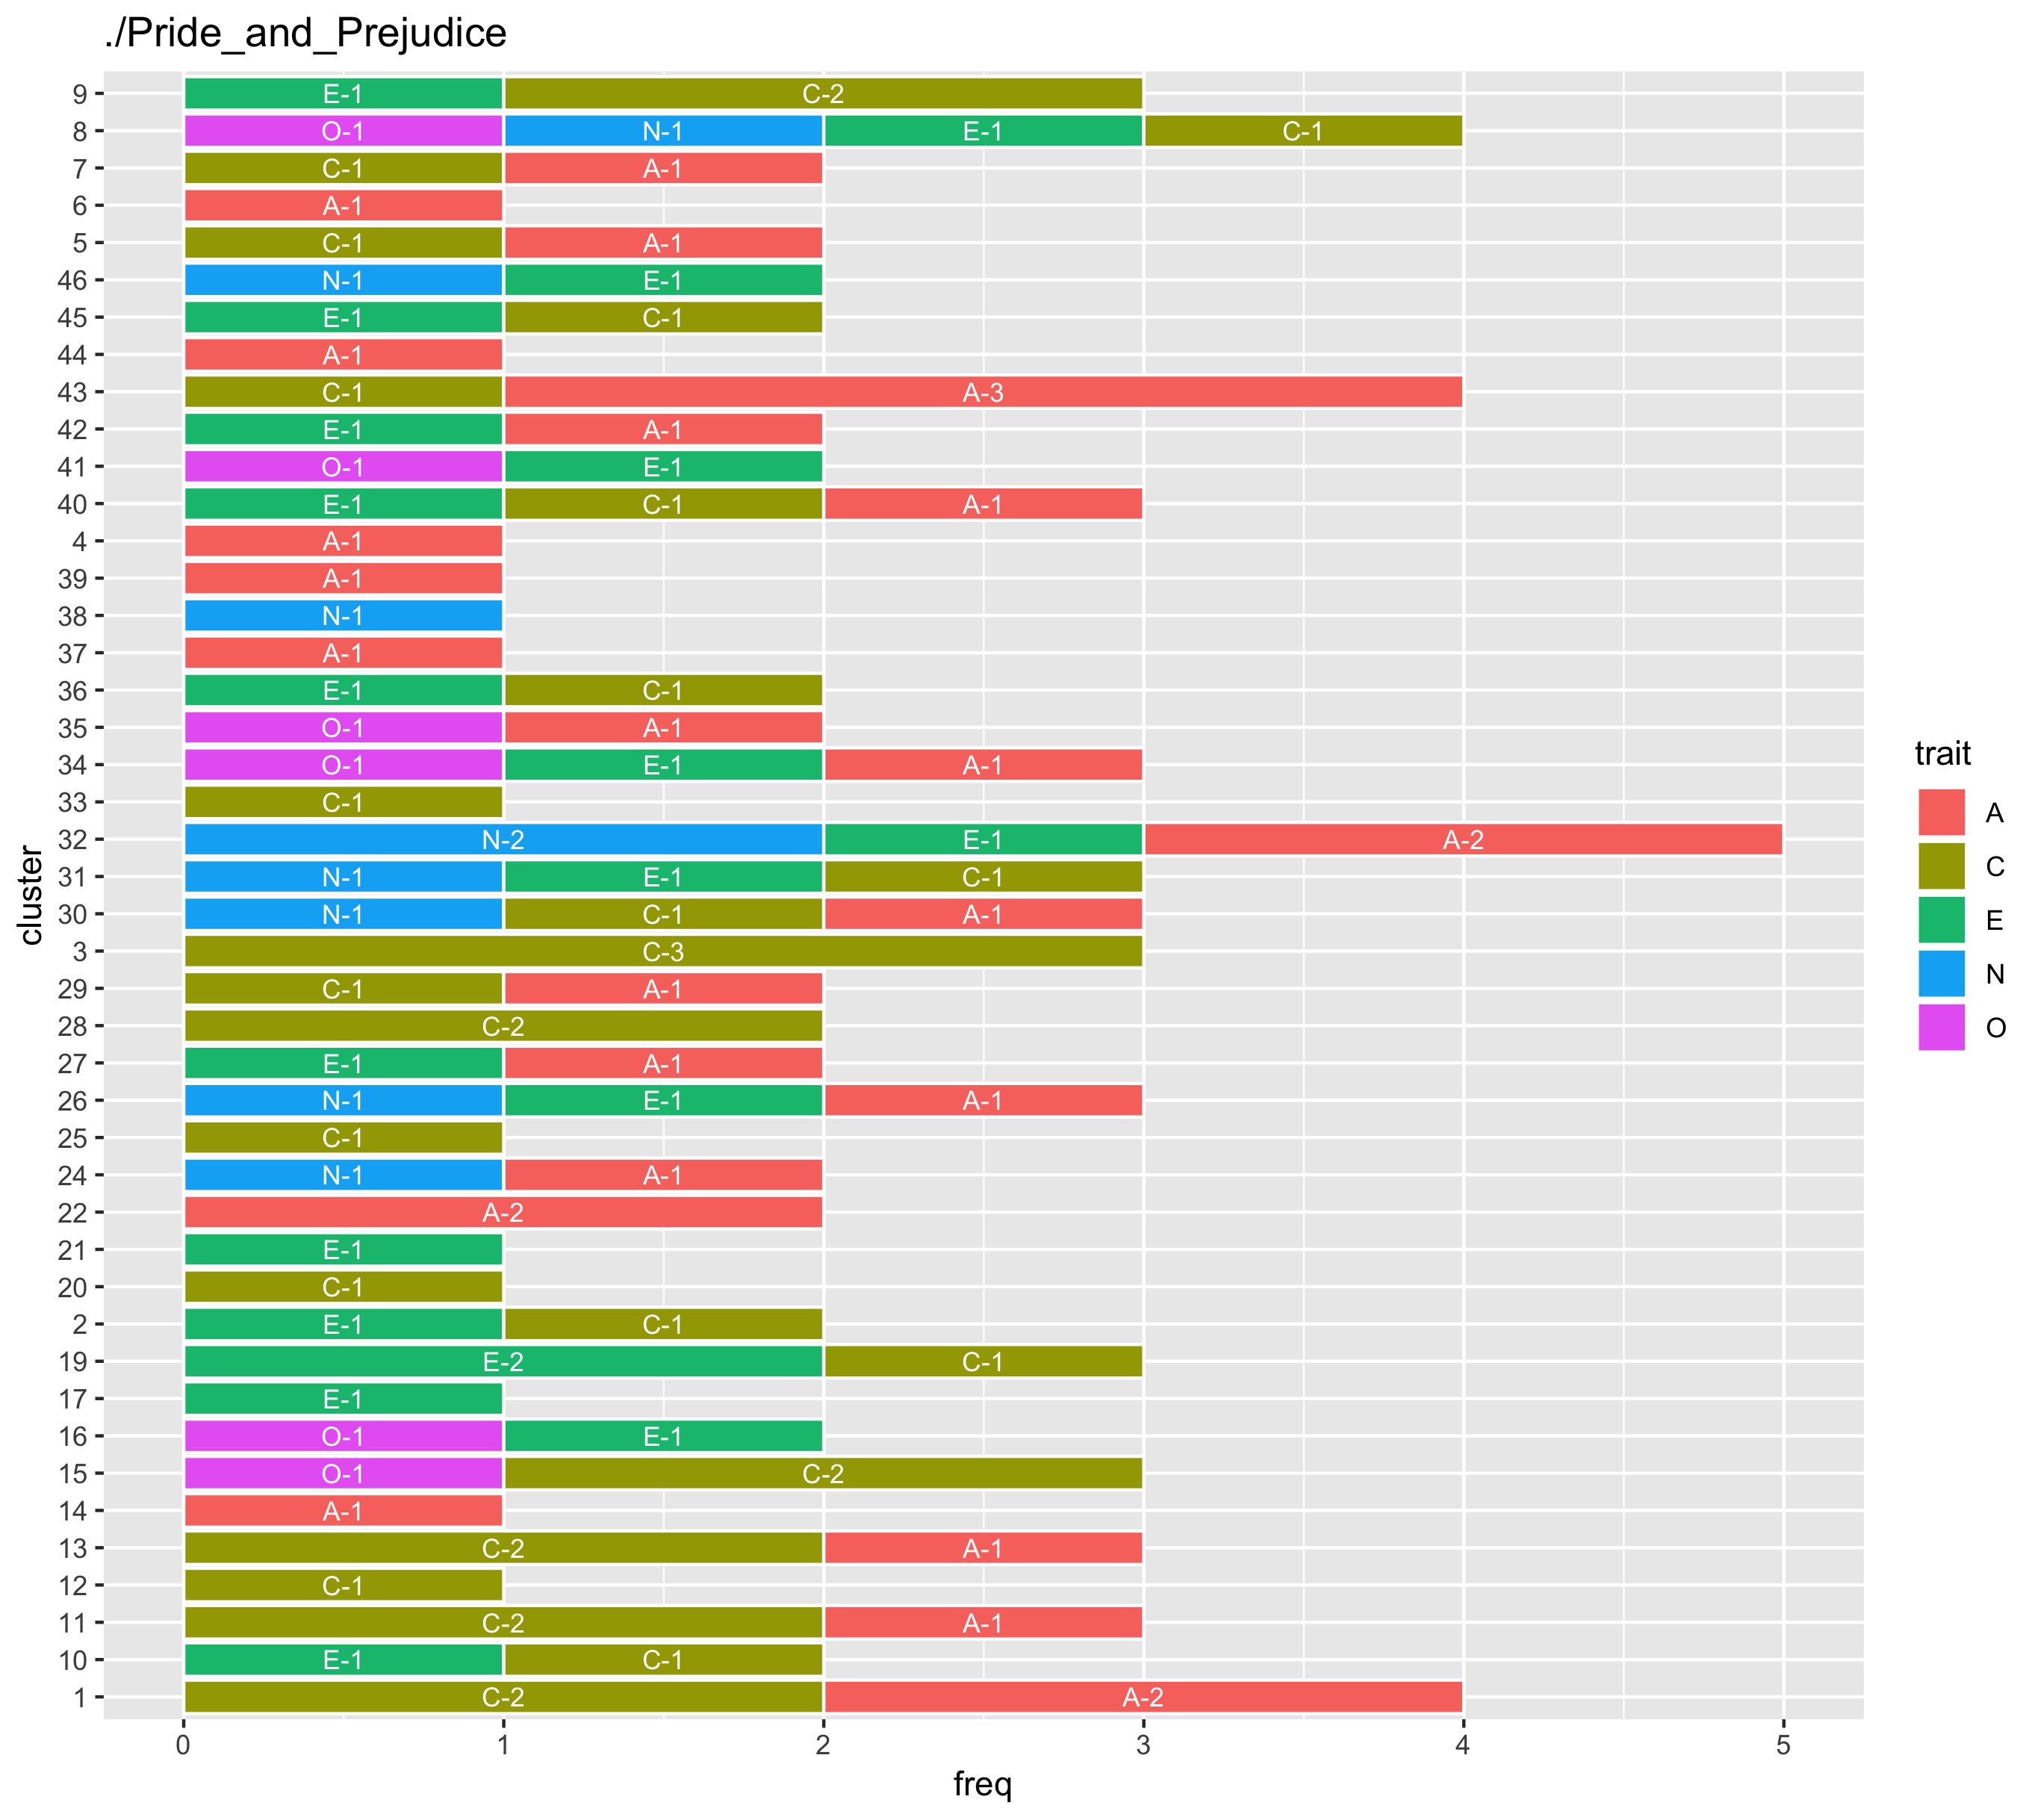 ./Pride_and_Prejudice
9 E-1 C-2
8 O-1 N-1 E-1 C-1
7 C-1 A-1
6 A-1
5 C-1 A-1
46 N-1 E-1
45 E-1 C-1
44 A-1
43 C-1 A-3
42 E-1 A-1
41 O-1 E-1
40 E-1 C-1 A-1
4 A-1
39 A-1
38 N-1
37 A-1
36 E-1 C-1
35 O-1 A-1
34 O-1 E-1 A-1
33 C-1
32 N-2 E-1 A-2
31 N-1 E-1 C-1
30 N-1 C-1 A-1
3 C-3
29 C-1 A-1
28 C-2
27 E-1 A-1
26 N-1 E-1 A-1
25 C-1
24 N-1 A-1
22 A-2
21 E-1
20 C-1
2 E-1 C-1
19 E-2 C-1
17 E-1
16 O-1 E-1
15 O-1 C-2
14 A-1
13 C-2 A-1
12 C-1
11 C-2 A-1
10 E-1 C-1
1 C-2 A-2
0 1 2 3 4 5
freq
cluster
trait
A
C
E
N
O